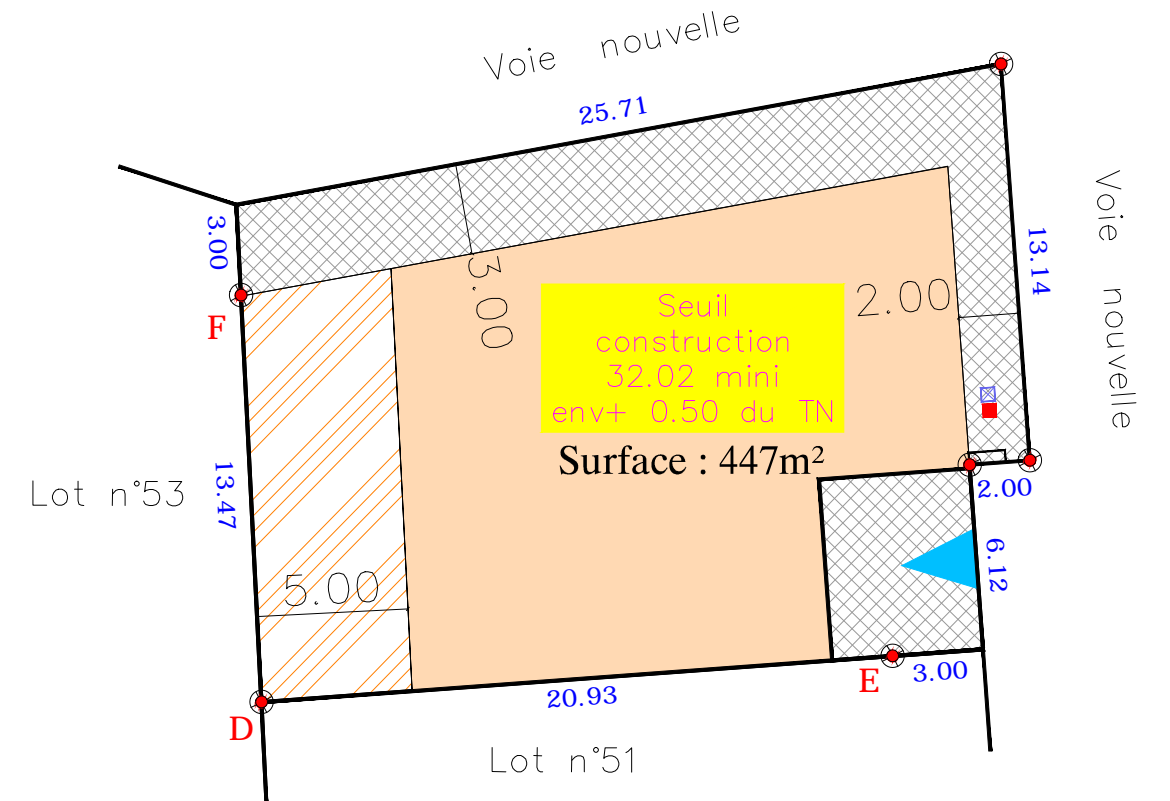 Voie nouvelle
25.71
3.00
F
3.00
2.00
13.14
Voie nouvelle
Seuil
construction
32.02 mini
env+ 0.50 du TN
Surface : 447m²
Lot n°53
13.47
2.00
6.12
5.00
D
20.93
E
3.00
Lot n°51